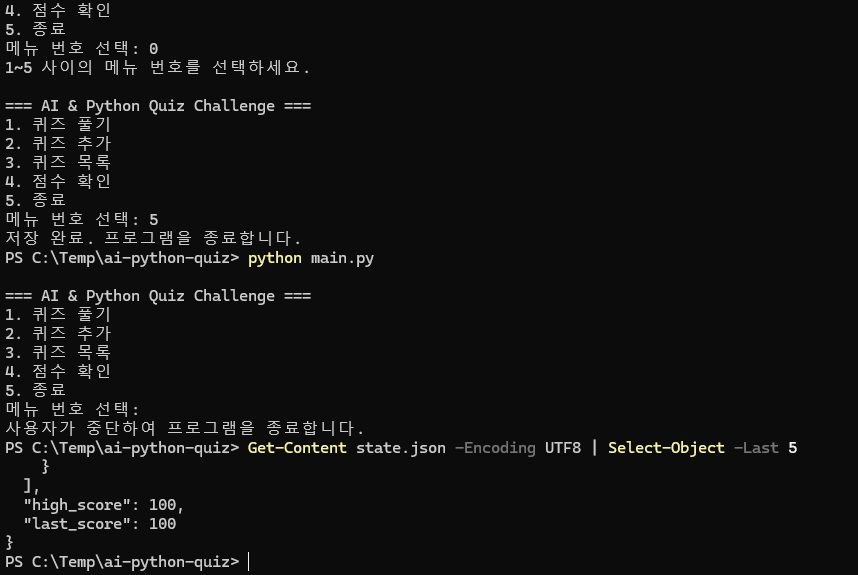 4. 점수 확인
5. 종료
메뉴 번호 선택: 0
1~5 사이의 메뉴 번호를 선택하세요.

=== AI & Python Quiz Challenge ===
1. 퀴즈 풀기
2. 퀴즈 추가
3. 퀴즈 목록
4. 점수 확인
5. 종료
메뉴 번호 선택: 5
저장 완료. 프로그램을 종료합니다.
PS C:\Temp\ai-python-quiz> python main.py

=== AI & Python Quiz Challenge ===
1. 퀴즈 풀기
2. 퀴즈 추가
3. 퀴즈 목록
4. 점수 확인
5. 종료
메뉴 번호 선택:
사용자가 중단하여 프로그램을 종료합니다.
PS C:\Temp\ai-python-quiz> Get-Content state.json -Encoding UTF8 | Select-Object -Last 5
    }
  ],
  "high_score": 100,
  "last_score": 100
}
PS C:\Temp\ai-python-quiz>